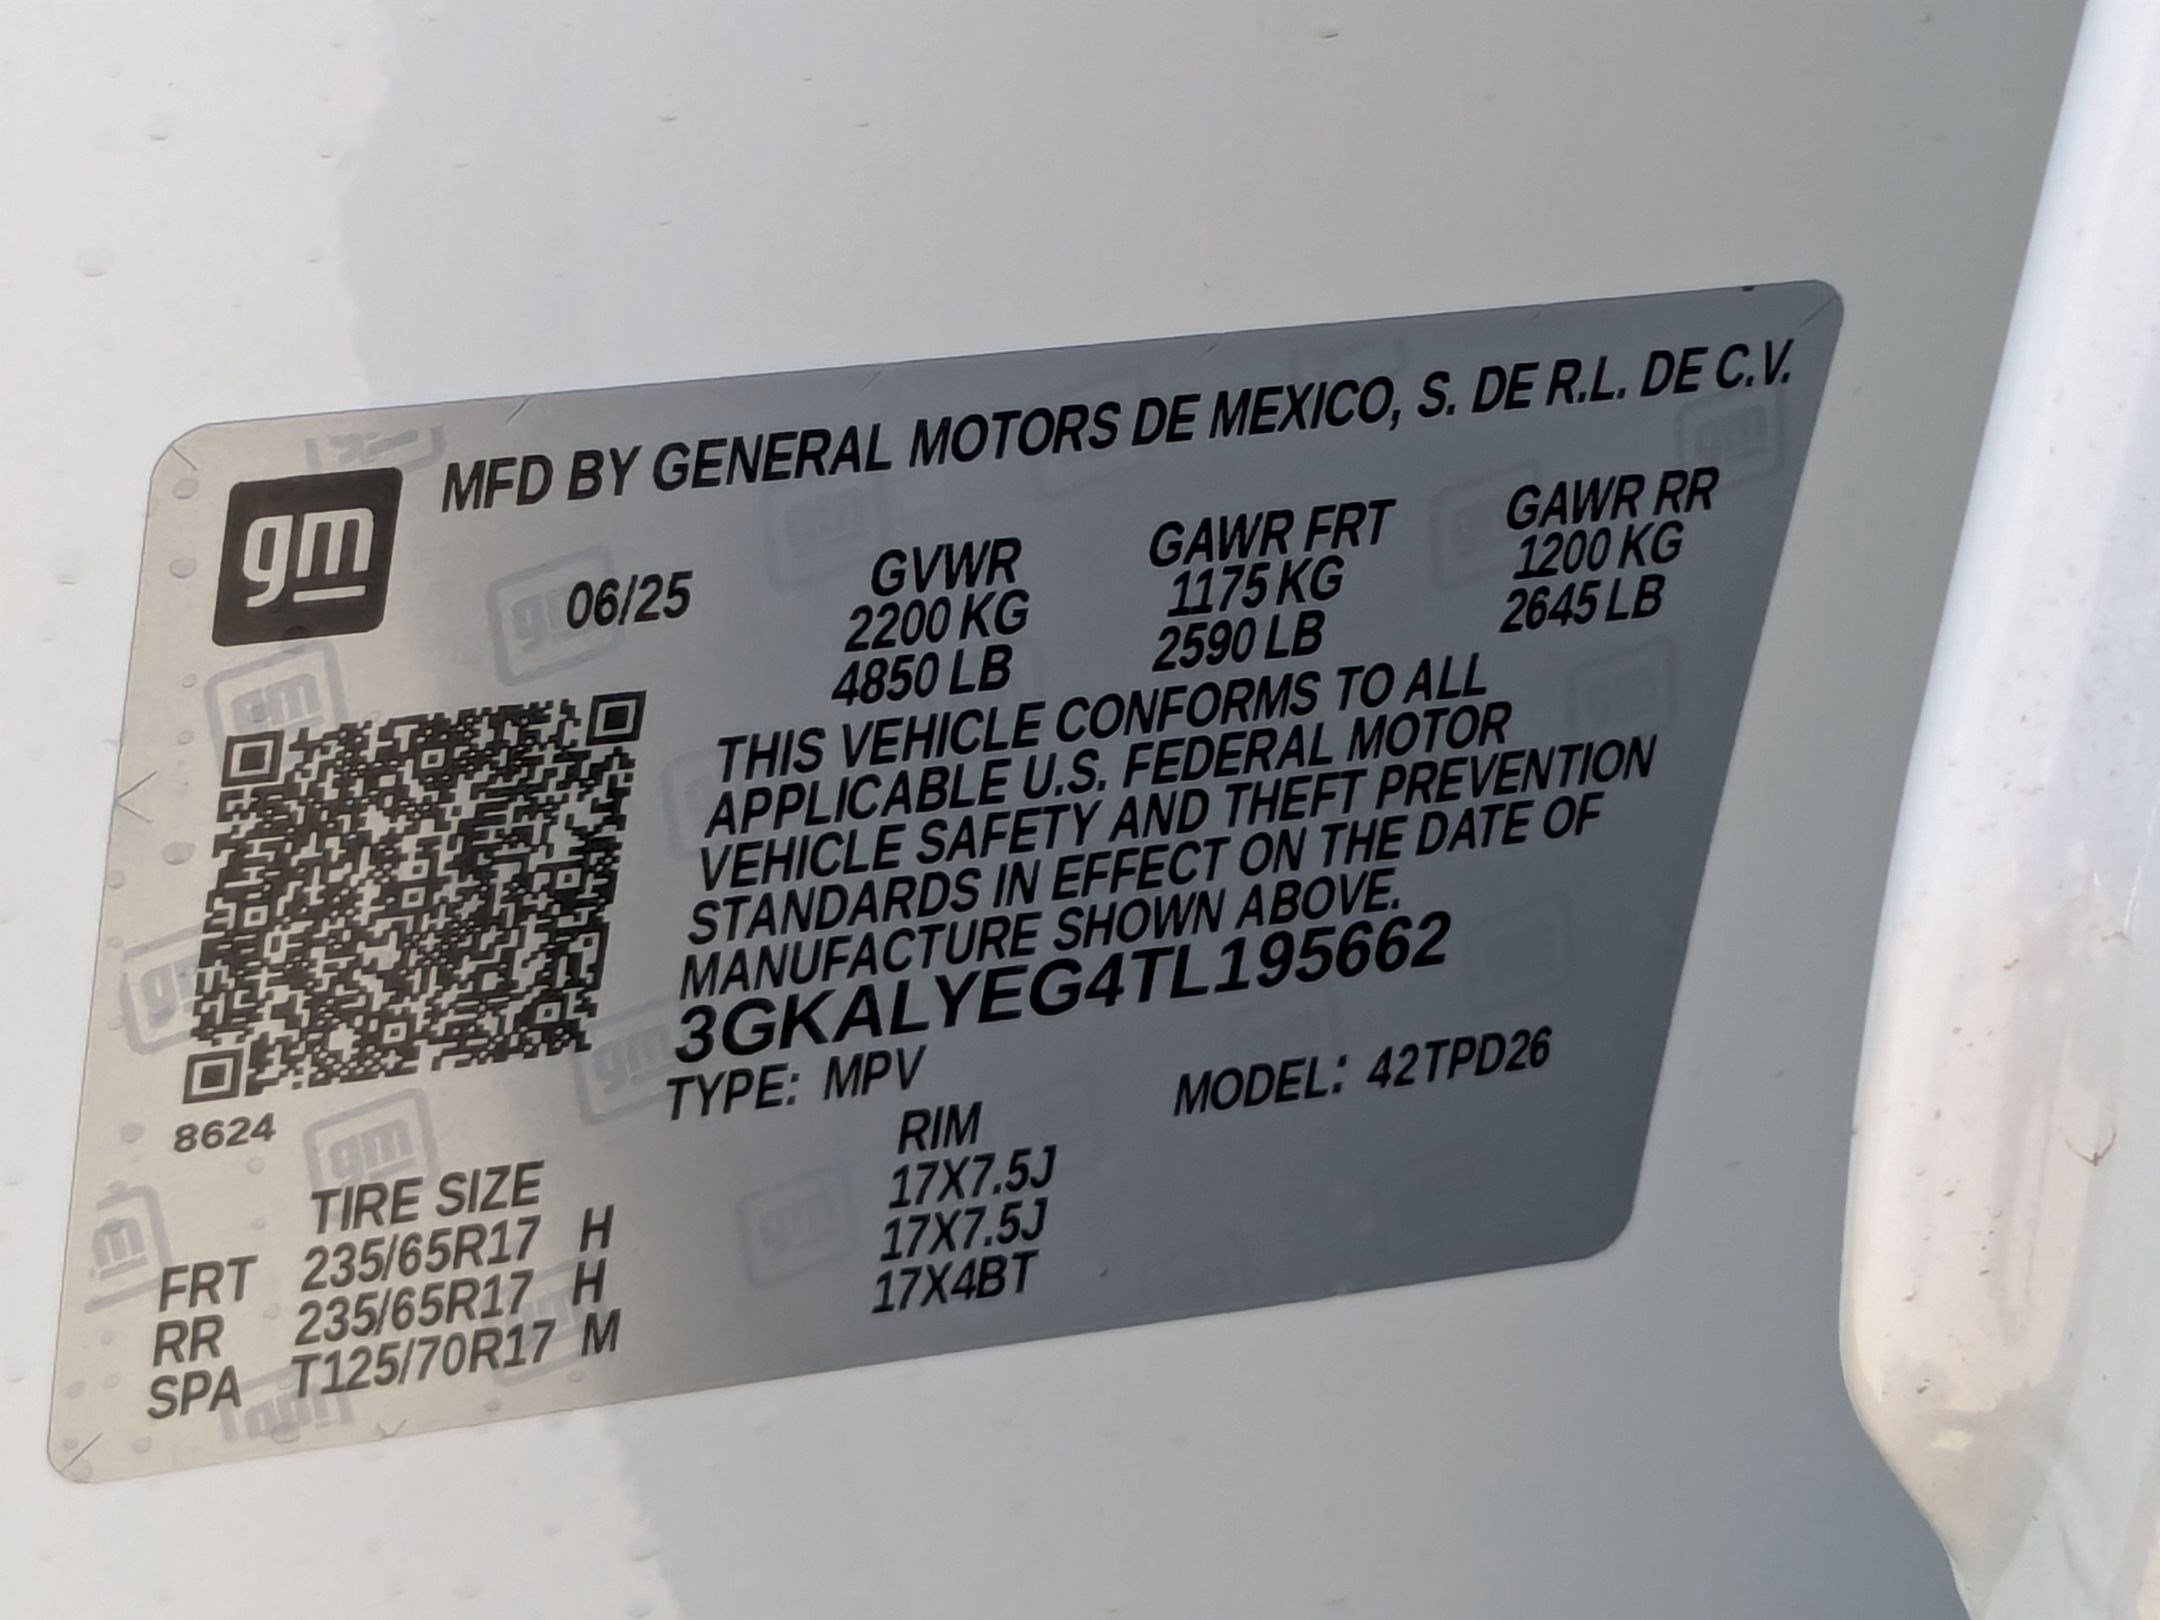 gm
MFD BY GENERAL MOTORS DE MEXICO, S. DE R.L. DE C.V.
06/25
GVWR
2200 KG
4850 LB
GAWR FRT
1175 KG
2590 LB
GAWR RR
1200 KG
2645 LB
THIS VEHICLE CONFORMS TO ALL
APPLICABLE U.S. FEDERAL MOTOR
VEHICLE SAFETY AND THEFT PREVENTION
STANDARDS IN EFFECT ON THE DATE OF
MANUFACTURE SHOWN ABOVE.
3GKALYEG4TL195662
TYPE: MPV MODEL: 42TPD26
8624
TIRE SIZE RIM
FRT 235/65R17 H 17X7.5J
RR 235/65R17 H 17X7.5J
SPA T125/70R17 M 17X4BT